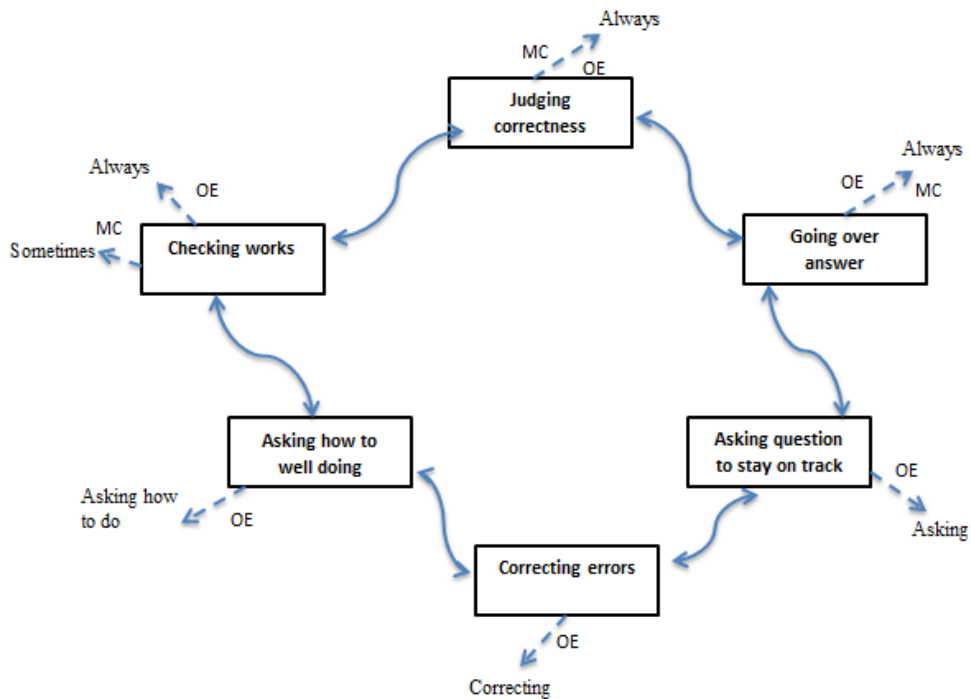 Always
MC
OE
Judging
correctness
Always
OE
MC
Going over
answer
Always
OE
MC
Sometimes
Checking works
Asking how to
well doing
Asking how
to do
OE
Asking question
to stay on track
OE
Asking
Correcting errors
OE
Correcting